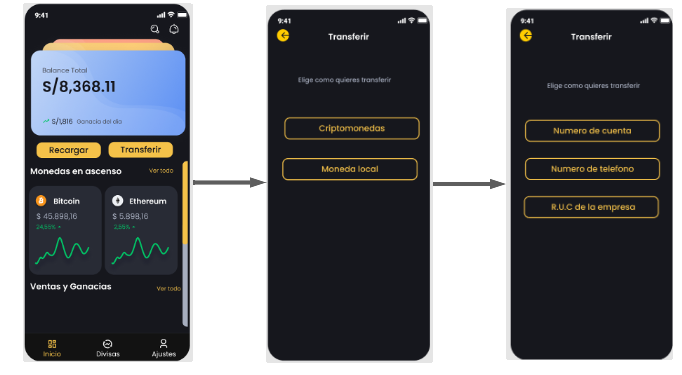 9:41
Balance Total
S/8,368.11
S/1,816 Ganacia del día
Recargar
Transferir
Monedas en ascenso
Ver todo
Bitcoin
$ 45.898,16
24,55%
Ethereum
$ 5.898,16
2,55%
Ventas y Ganacias
Ver todo
Inicio
Divisas
Ajustes
9:41
Transferir
Elige como quieres transferir
Criptomonedas
Moneda local
9:41
Transferir
Elige como quieres transferir
Numero de cuenta
Numero de telefono
R.U.C de la empresa